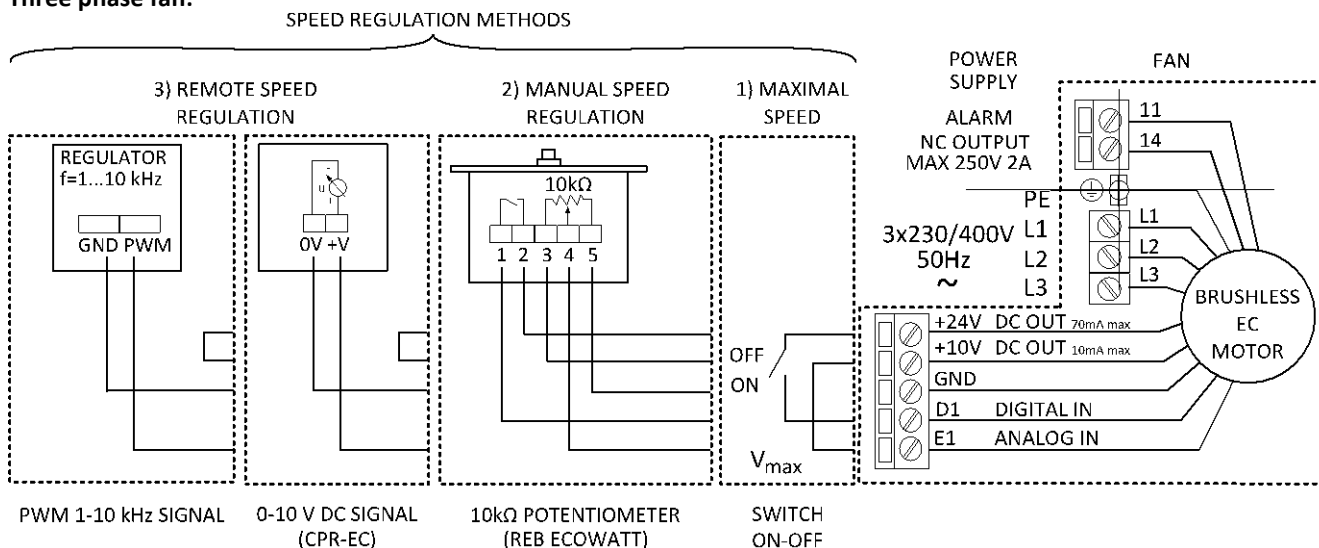 Three phase fan:
SPEED REGULATION METHODS
3) REMOTE SPEED
REGULATION
2) MANUAL SPEED
REGULATION
1) MAXIMAL
SPEED
POWER
SUPPLY
FAN
REGULATOR
f=1...10 kHz
GND PWM
u
0V +V
10kΩ
1 2 3 4 5
OFF
ON
Vmax
ALARM
NC OUTPUT
MAX 250V 2A
11
14
PE
3x230/400V
50Hz
~
L1
L2
L3
L1
L2
L3
BRUSHLESS
EC
MOTOR
+24V DC OUT 70mA max
+10V DC OUT 10mA max
GND
D1 DIGITAL IN
E1 ANALOG IN
PWM 1-10 kHz SIGNAL
0-10 V DC SIGNAL
(CPR-EC)
10kΩ POTENTIOMETER
(REB ECOWATT)
SWITCH
ON-OFF